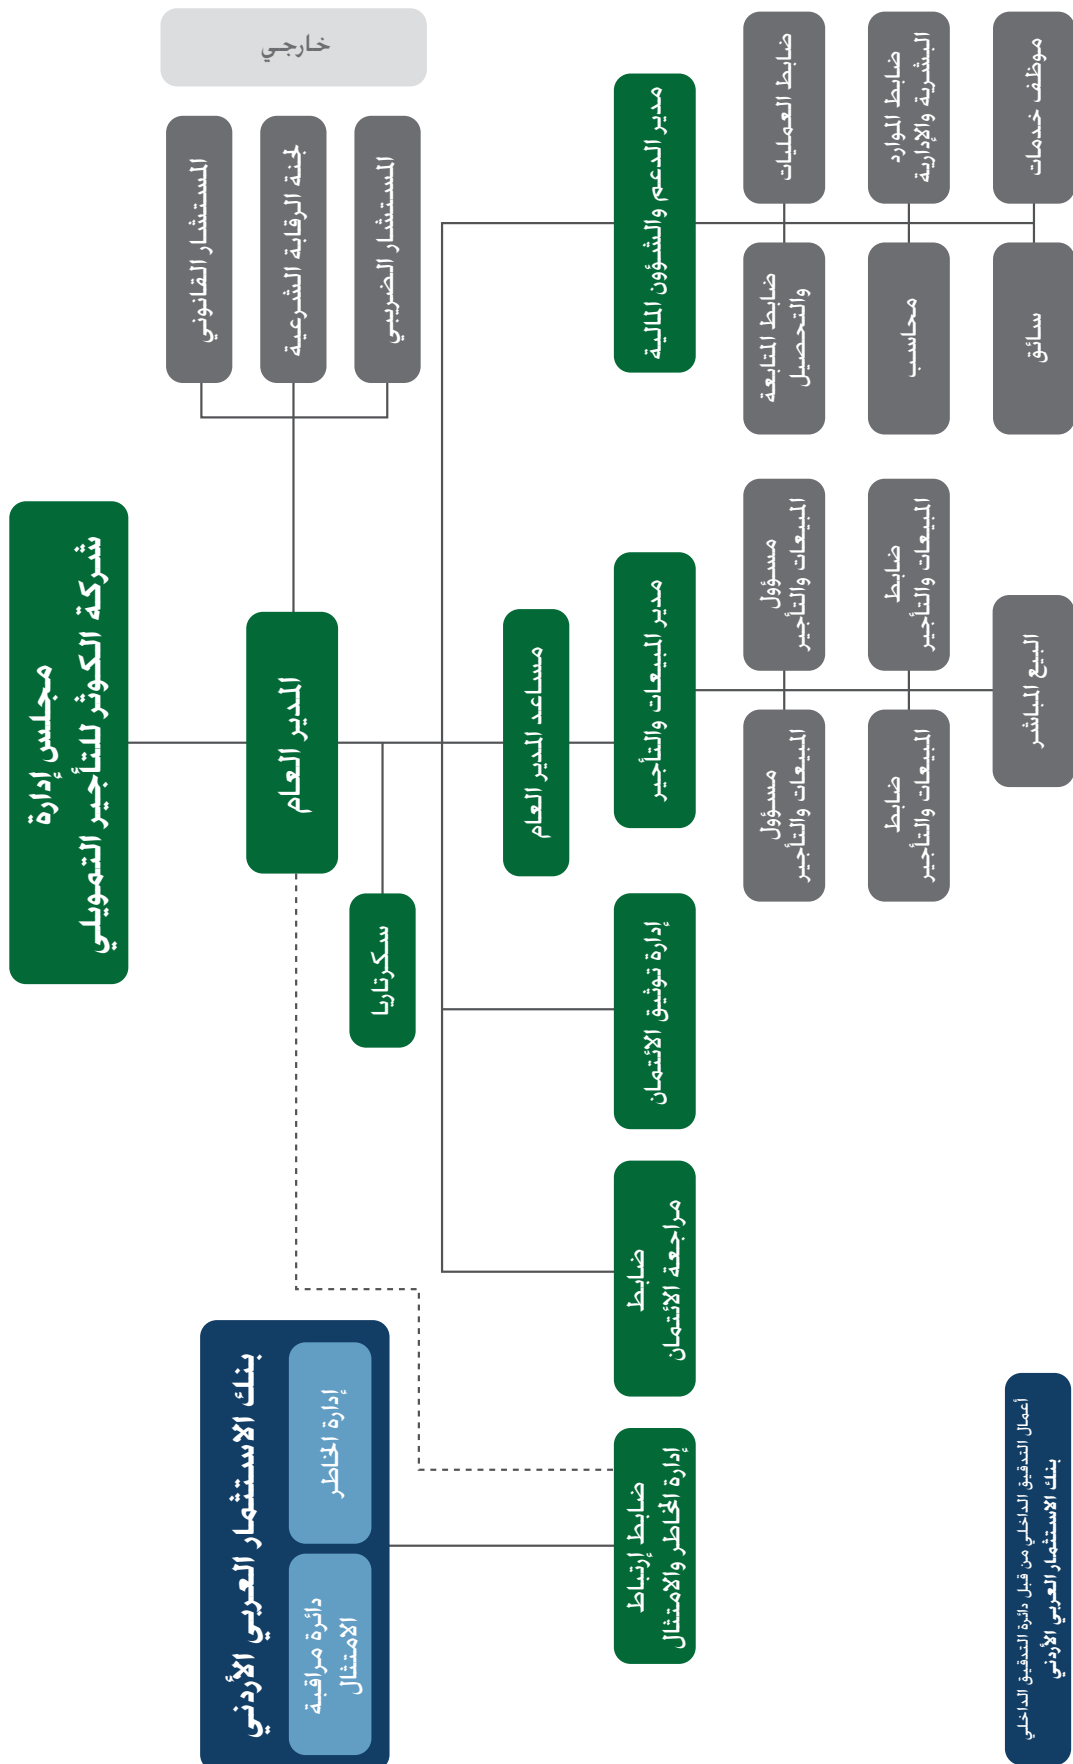 مجلس إدارة
شركة الكوثر للتأجير التمويلي
خارجي
المستشار القانوني
لجنة الرقابة الشرعية
المستشار الضريبي
المدير العام
سكرتاريا
مساعد المدير العام
بنك الاستثمار العربي الأردني
إدارة المخاطر
دائرة مراقبة
الامتثال
مدير الدعم والشؤون المالية
مدير المبيعات والتأجير
إدارة توثيق الائتمان
ضابط
مراجعة الائتمان
ضابط إرتباط
إدارة المخاطر والامتثال
ضابط العمليات
ضابط المتابعة
والتحصيل
ضابط الموارد
البشرية والإدارية
محاسب
موظف خدمات
سائق
مسؤول
المبيعات والتأجير
مسؤول
المبيعات والتأجير
ضابط
المبيعات والتأجير
ضابط
المبيعات والتأجير
البيع المباشر
أعمال التدقيق الداخلي من قبل دائرة التدقيق الداخلي
بنك الاستثمار العربي الأردني